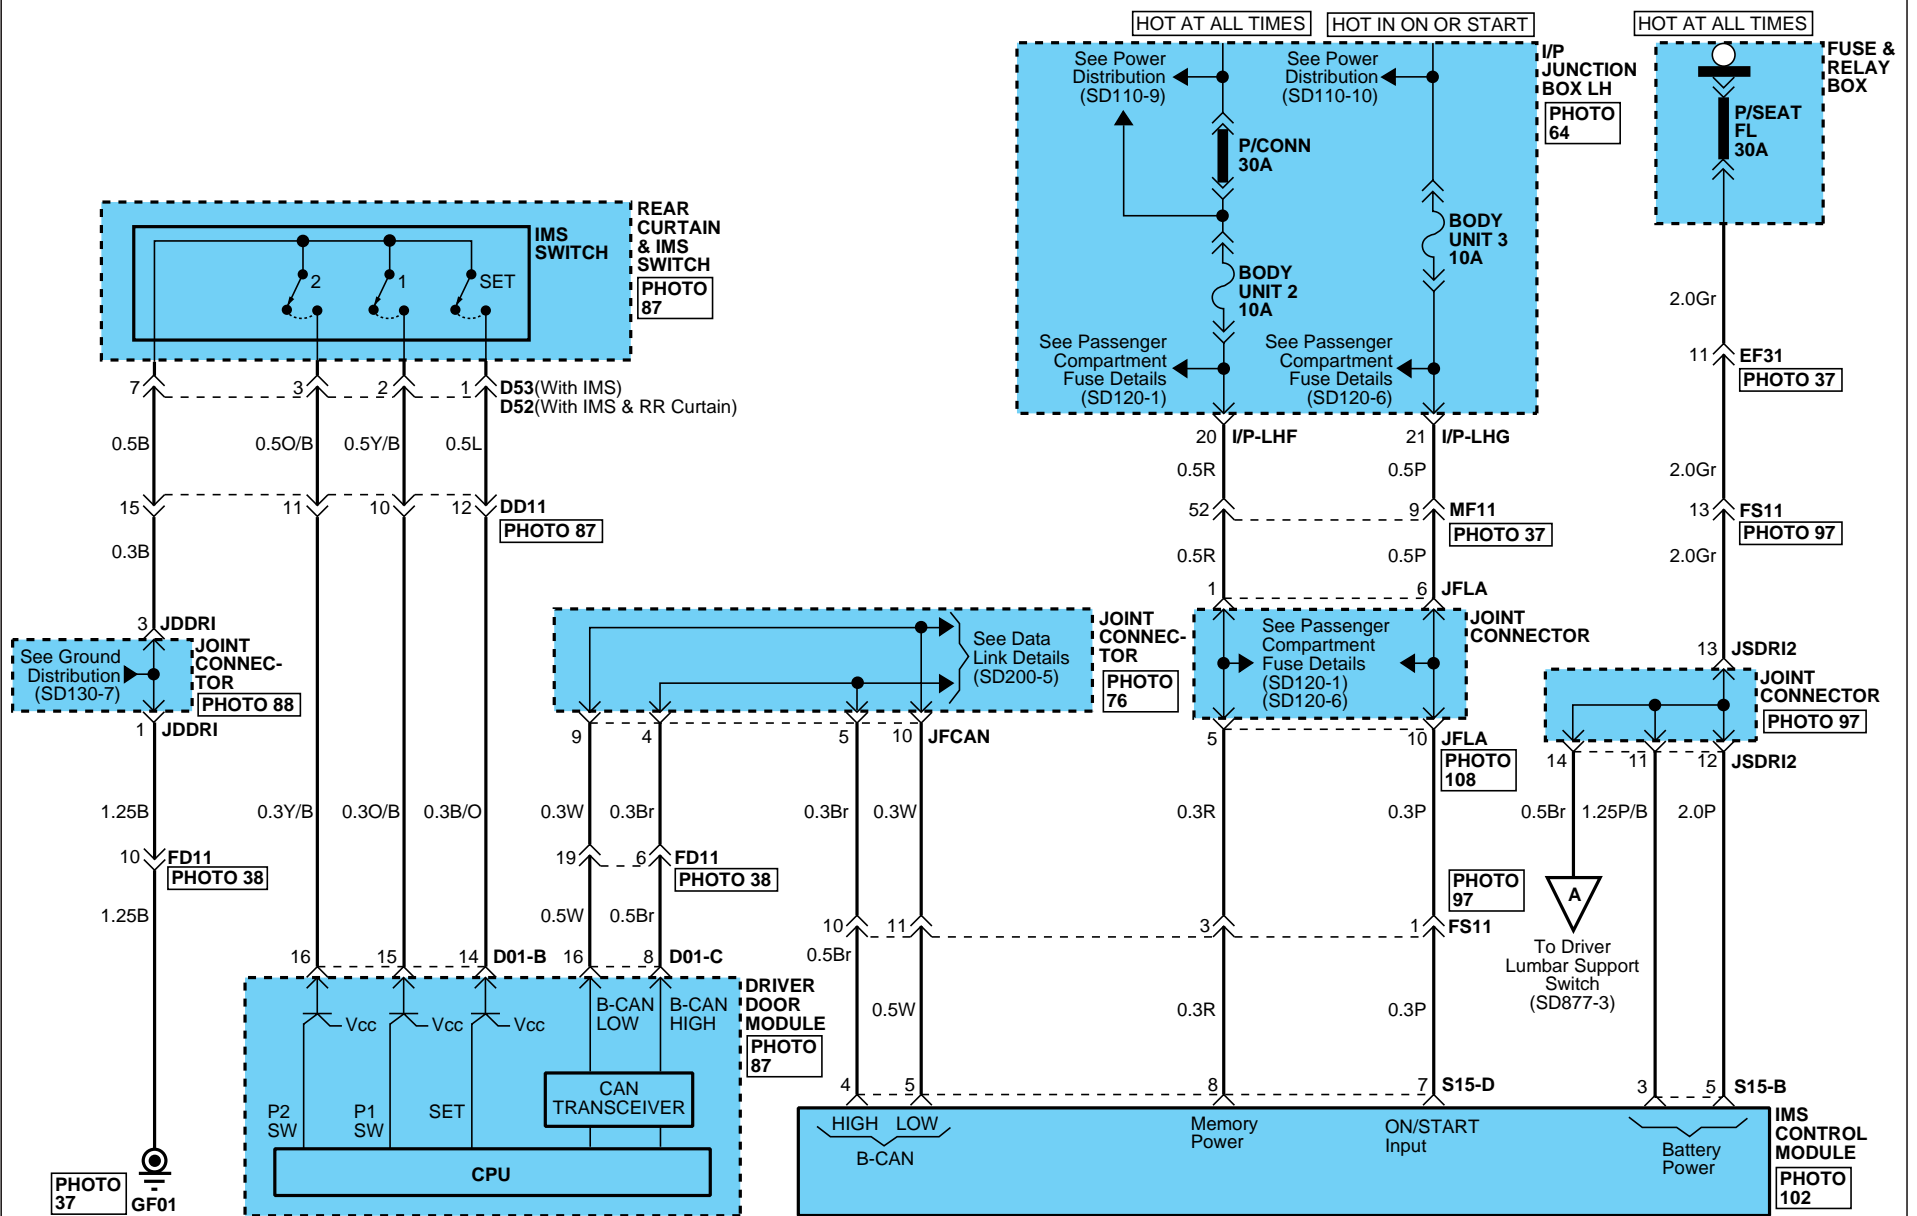 HOT AT ALL TIMES
HOT IN ON OR START
HOT AT ALL TIMES
See Power
Distribution
(SD110-9)
See Power
Distribution
(SD110-10)
I/P
JUNCTION
BOX LH
PHOTO
64
FUSE &
RELAY
BOX
P/SEAT
FL
30A
P/CONN
30A
BODY
UNIT 3
10A
BODY
UNIT 2
10A
See Passenger
Compartment
Fuse Details
(SD120-1)
See Passenger
Compartment
Fuse Details
(SD120-6)
REAR
CURTAIN
& IMS
SWITCH
PHOTO
87
IMS
SWITCH
2
1
SET
7
3
2
1
D53(With IMS)
D52(With IMS & RR Curtain)
0.5B
0.5O/B
0.5Y/B
0.5L
15
11
10
12
DD11
PHOTO 87
0.3B
3
JDDRI
See Ground
Distribution
(SD130-7)
JOINT
CONNEC-
TOR
PHOTO 88
1
JDDRI
1.25B
10
FD11
PHOTO 38
1.25B
PHOTO
37
GF01
0.3Y/B
0.3O/B
0.3B/O
16
15
14
D01-B
20
I/P-LHF
21
I/P-LHG
0.5R
0.5P
52
9
MF11
PHOTO 37
0.5R
0.5P
1
6
JFLA
See Passenger
Compartment
Fuse Details
(SD120-1)
(SD120-6)
JOINT
CONNECTOR
5
10
JFLA
PHOTO
108
2.0Gr
11
EF31
PHOTO 37
2.0Gr
13
FS11
PHOTO 97
2.0Gr
13
JSDRI2
JOINT
CONNECTOR
PHOTO 97
14
11
12
JSDRI2
See Data
Link Details
(SD200-5)
JOINT
CONNEC-
TOR
PHOTO
76
9
4
5
10
JFCAN
0.3W
0.3Br
0.3Br
0.3W
0.3R
0.3P
0.5Br
1.25P/B
2.0P
19
6
FD11
PHOTO 38
0.5W
0.5Br
16
8
D01-C
PHOTO
97
10
11
3
1
FS11
0.5Br
0.5W
0.3R
0.3P
A
To Driver
Lumbar Support
Switch
(SD877-3)
DRIVER
DOOR
MODULE
PHOTO
87
Vcc
Vcc
Vcc
B-CAN
LOW
B-CAN
HIGH
CAN
TRANSCEIVER
P2
SW
P1
SW
SET
CPU
4
5
8
7
S15-D
3
5
S15-B
HIGH
LOW
B-CAN
Memory
Power
ON/START
Input
Battery
Power
IMS
CONTROL
MODULE
PHOTO
102